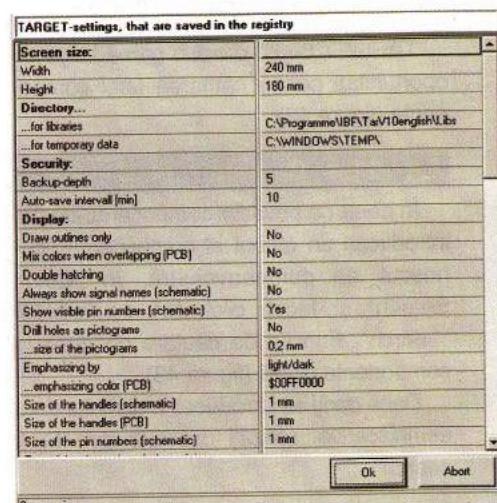 TARGET-settings, that are saved in the registry
Screen size:
Width 240 mm
Height 180 mm
Directory...
...for libraries C:\Programme\IBF\TarV10english\Libs
...for temporary data C:\WINDOWS\TEMP\
Security:
Backup-depth 5
Auto-save intervall [min] 10
Display:
Draw outlines only No
Mix colors when overlapping (PCB) No
Double hatching No
Always show signal names (schematic) No
Show visible pin numbers (schematic) Yes
Drill holes as pictograms No
...size of the pictograms 0,2 mm
Emphasizing by light/dark
...emphasizing color (PCB) $00FF0000
Size of the handles (schematic) 1 mm
Size of the handles (PCB) 1 mm
Size of the pin numbers (schematic) 1 mm
Ok Abort